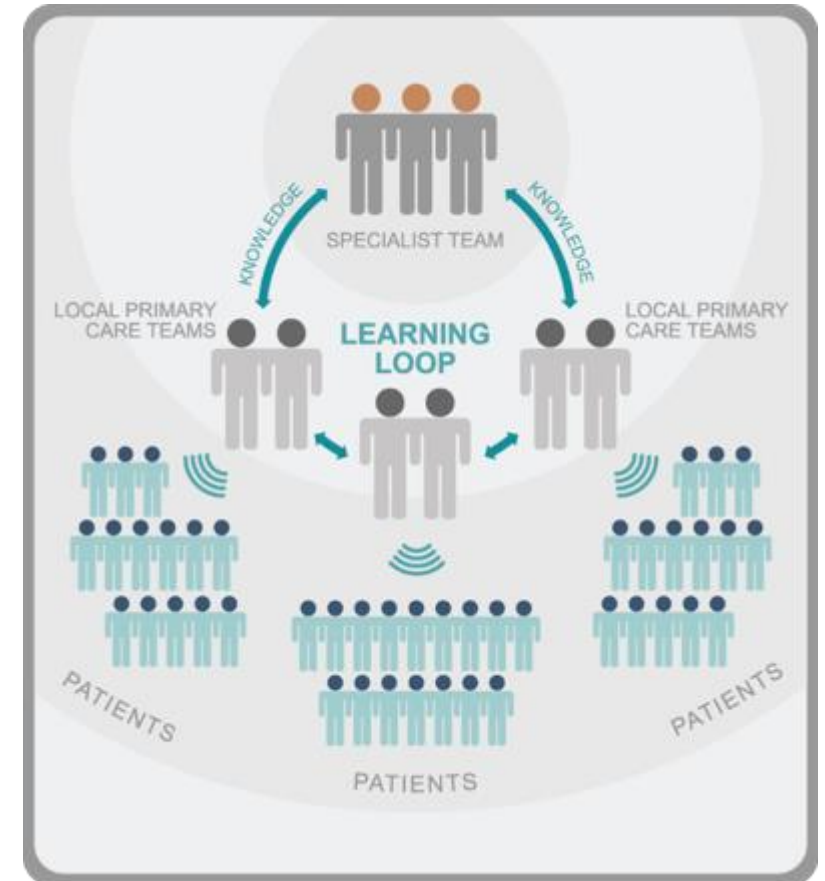 KNOWLEDGE
KNOWLEDGE
SPECIALIST TEAM
LOCAL PRIMARY
CARE TEAMS
LEARNING
LOOP
LOCAL PRIMARY
CARE TEAMS
PATIENTS
PATIENTS
PATIENTS